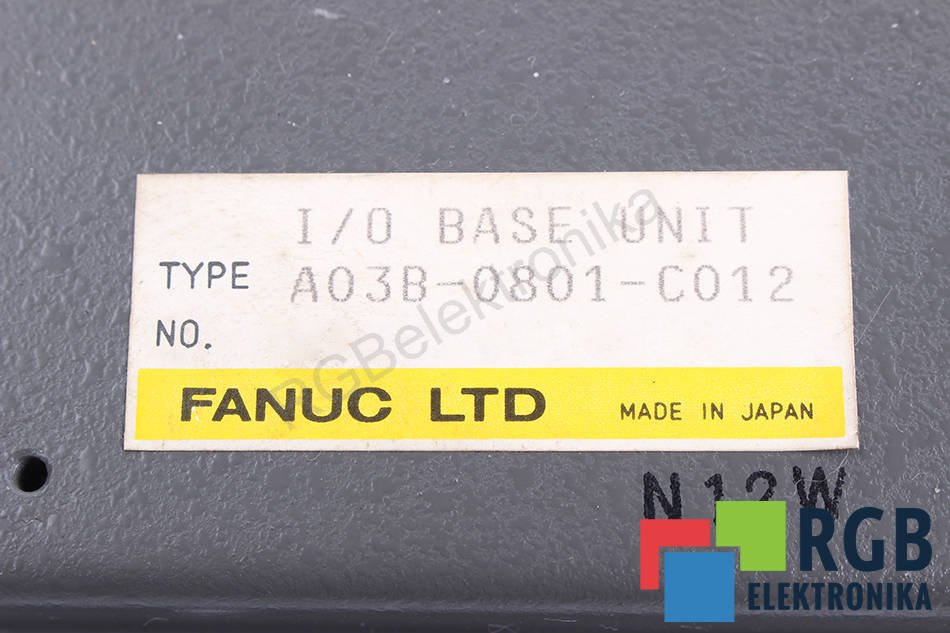 I/O BASE UNIT
TYPE A03B-0801-C012
NO.
FANUC LTD MADE IN JAPAN
N12W
RGB
ELEKTRONIKA
RGBelektronika